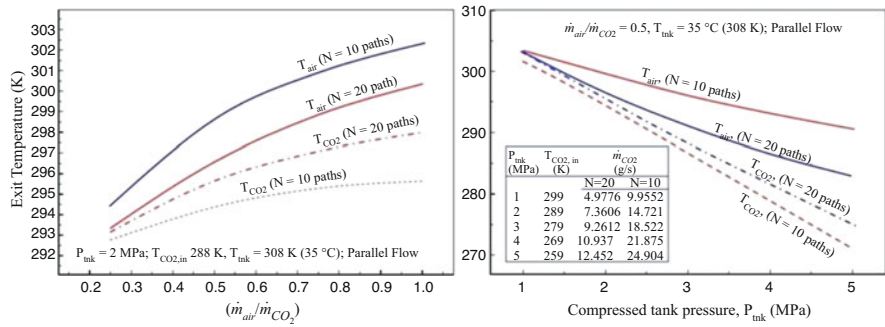 303
302
301
300
299
298
297
296
295
294
293
292
Exit Temperature (K)
T_air (N = 10 paths)
T_air (N = 20 path)
T_CO2 (N = 20 paths)
T_CO2 (N = 10 paths)
P_tnk = 2 MPa; T_CO2,in 288 K, T_tnk = 308 K (35 °C); Parallel Flow
0.2 0.3 0.4 0.5 0.6 0.7 0.8 0.9 1.0
(ṁ_air/ṁ_CO2)
ṁ_air/ṁ_CO2 = 0.5, T_tnk = 35 °C (308 K); Parallel Flow
310
300
290
280
270
T_air, (N = 10 paths)
T_air, (N = 20 paths)
T_CO2, (N = 20 paths)
T_CO2, (N = 10 paths)
P_tnk T_CO2, in ṁ_CO2
(MPa) (K) (g/s)
N=20 N=10
1 299 4.9776 9.9552
2 289 7.3606 14.721
3 279 9.2612 18.522
4 269 10.937 21.875
5 259 12.452 24.904
1 2 3 4 5
Compressed tank pressure, P_tnk (MPa)